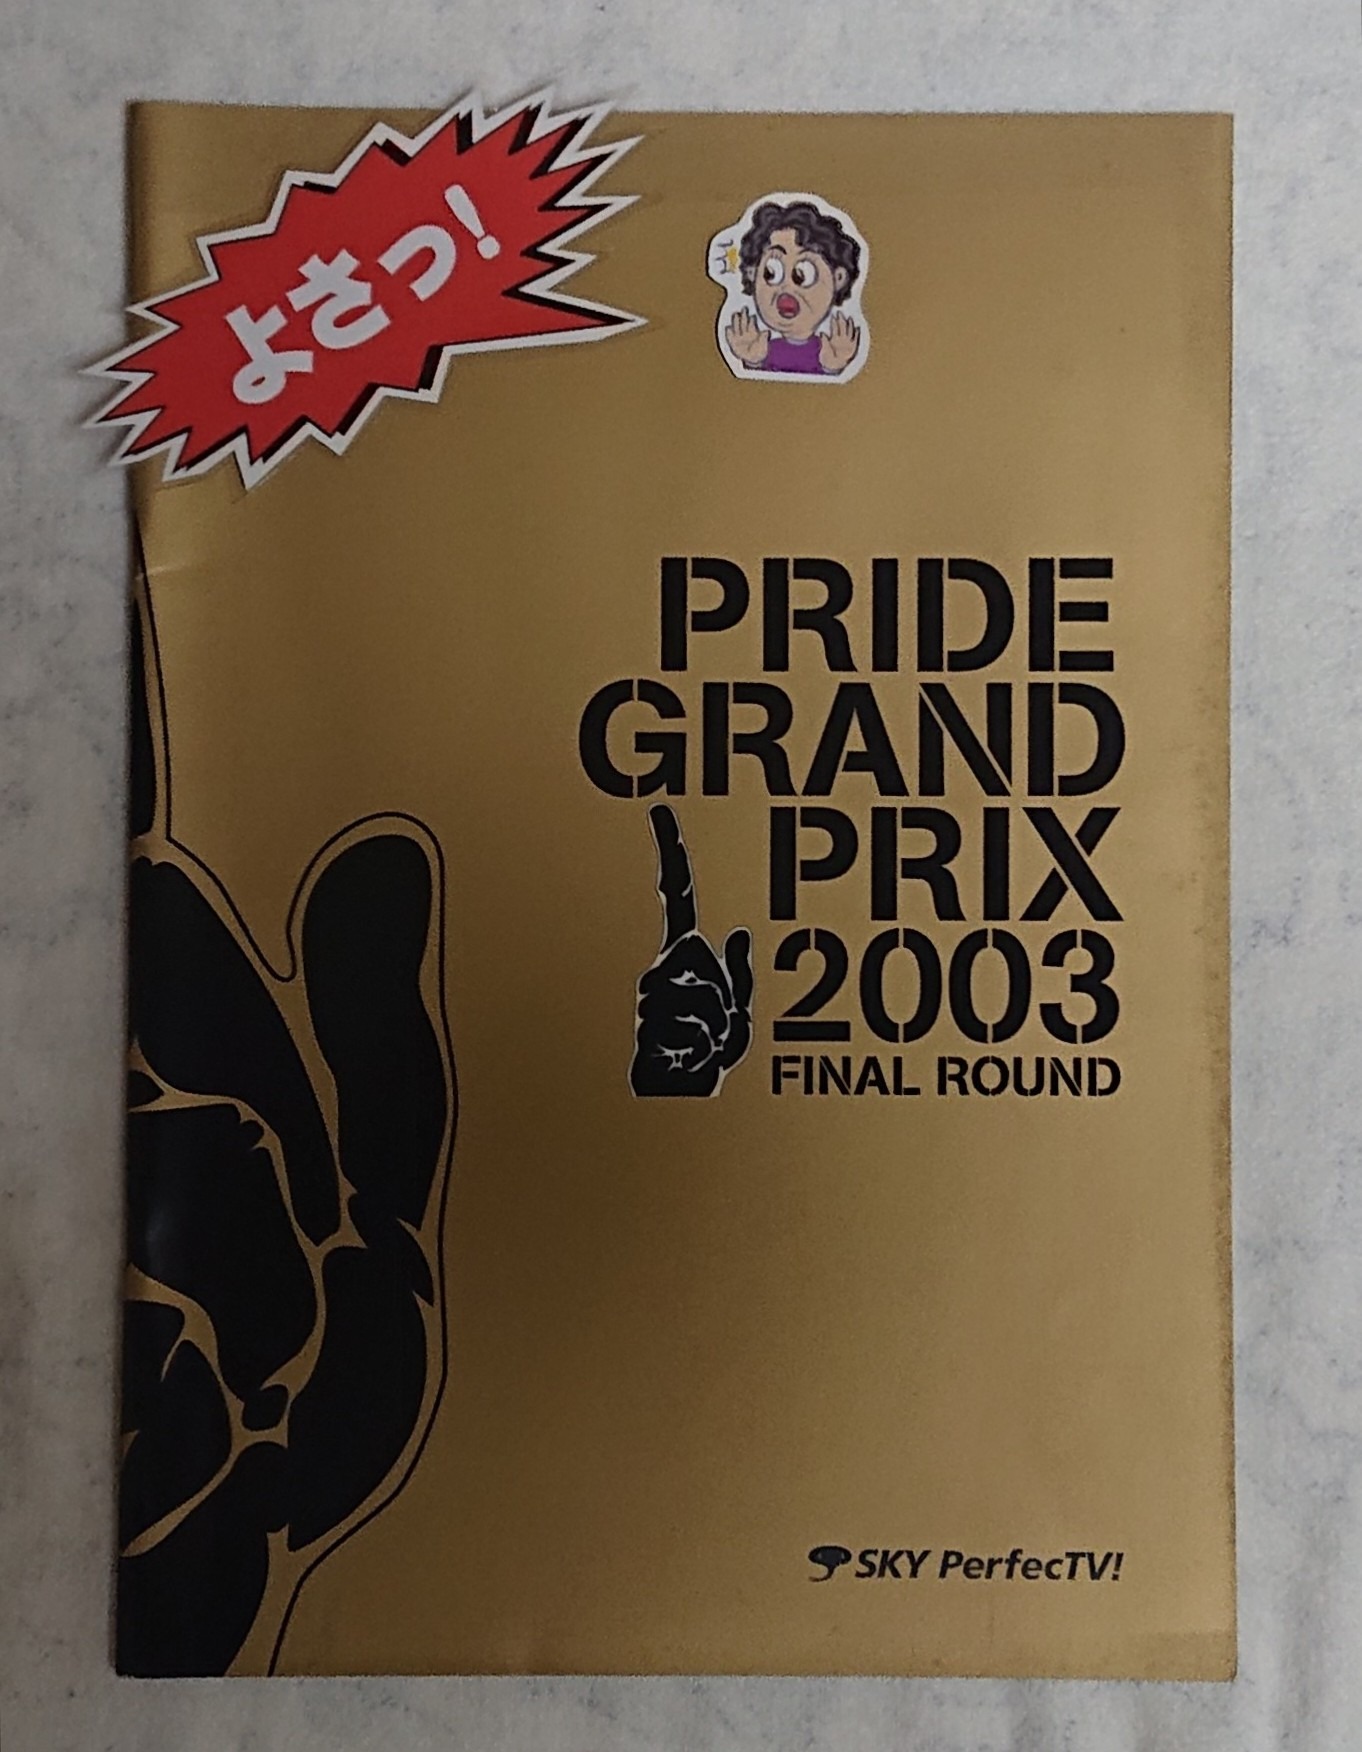 よさっ!
PRIDE
GRAND
PRIX
2003
FINAL ROUND
SKY PerfecTV!